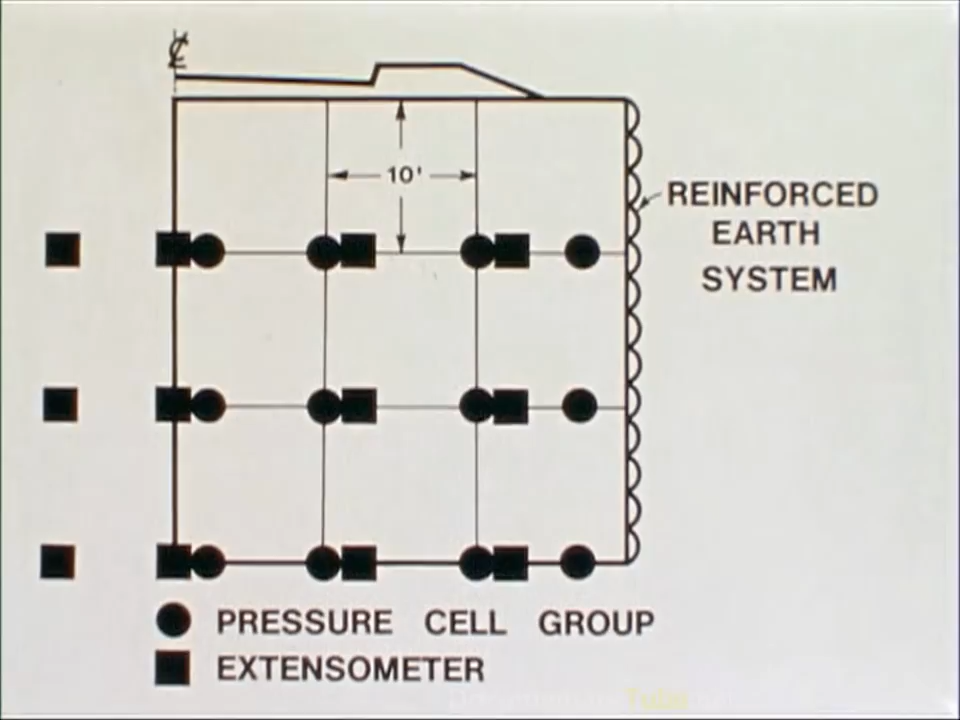 ℄
10'
REINFORCED
EARTH
SYSTEM
PRESSURE CELL GROUP
EXTENSOMETER